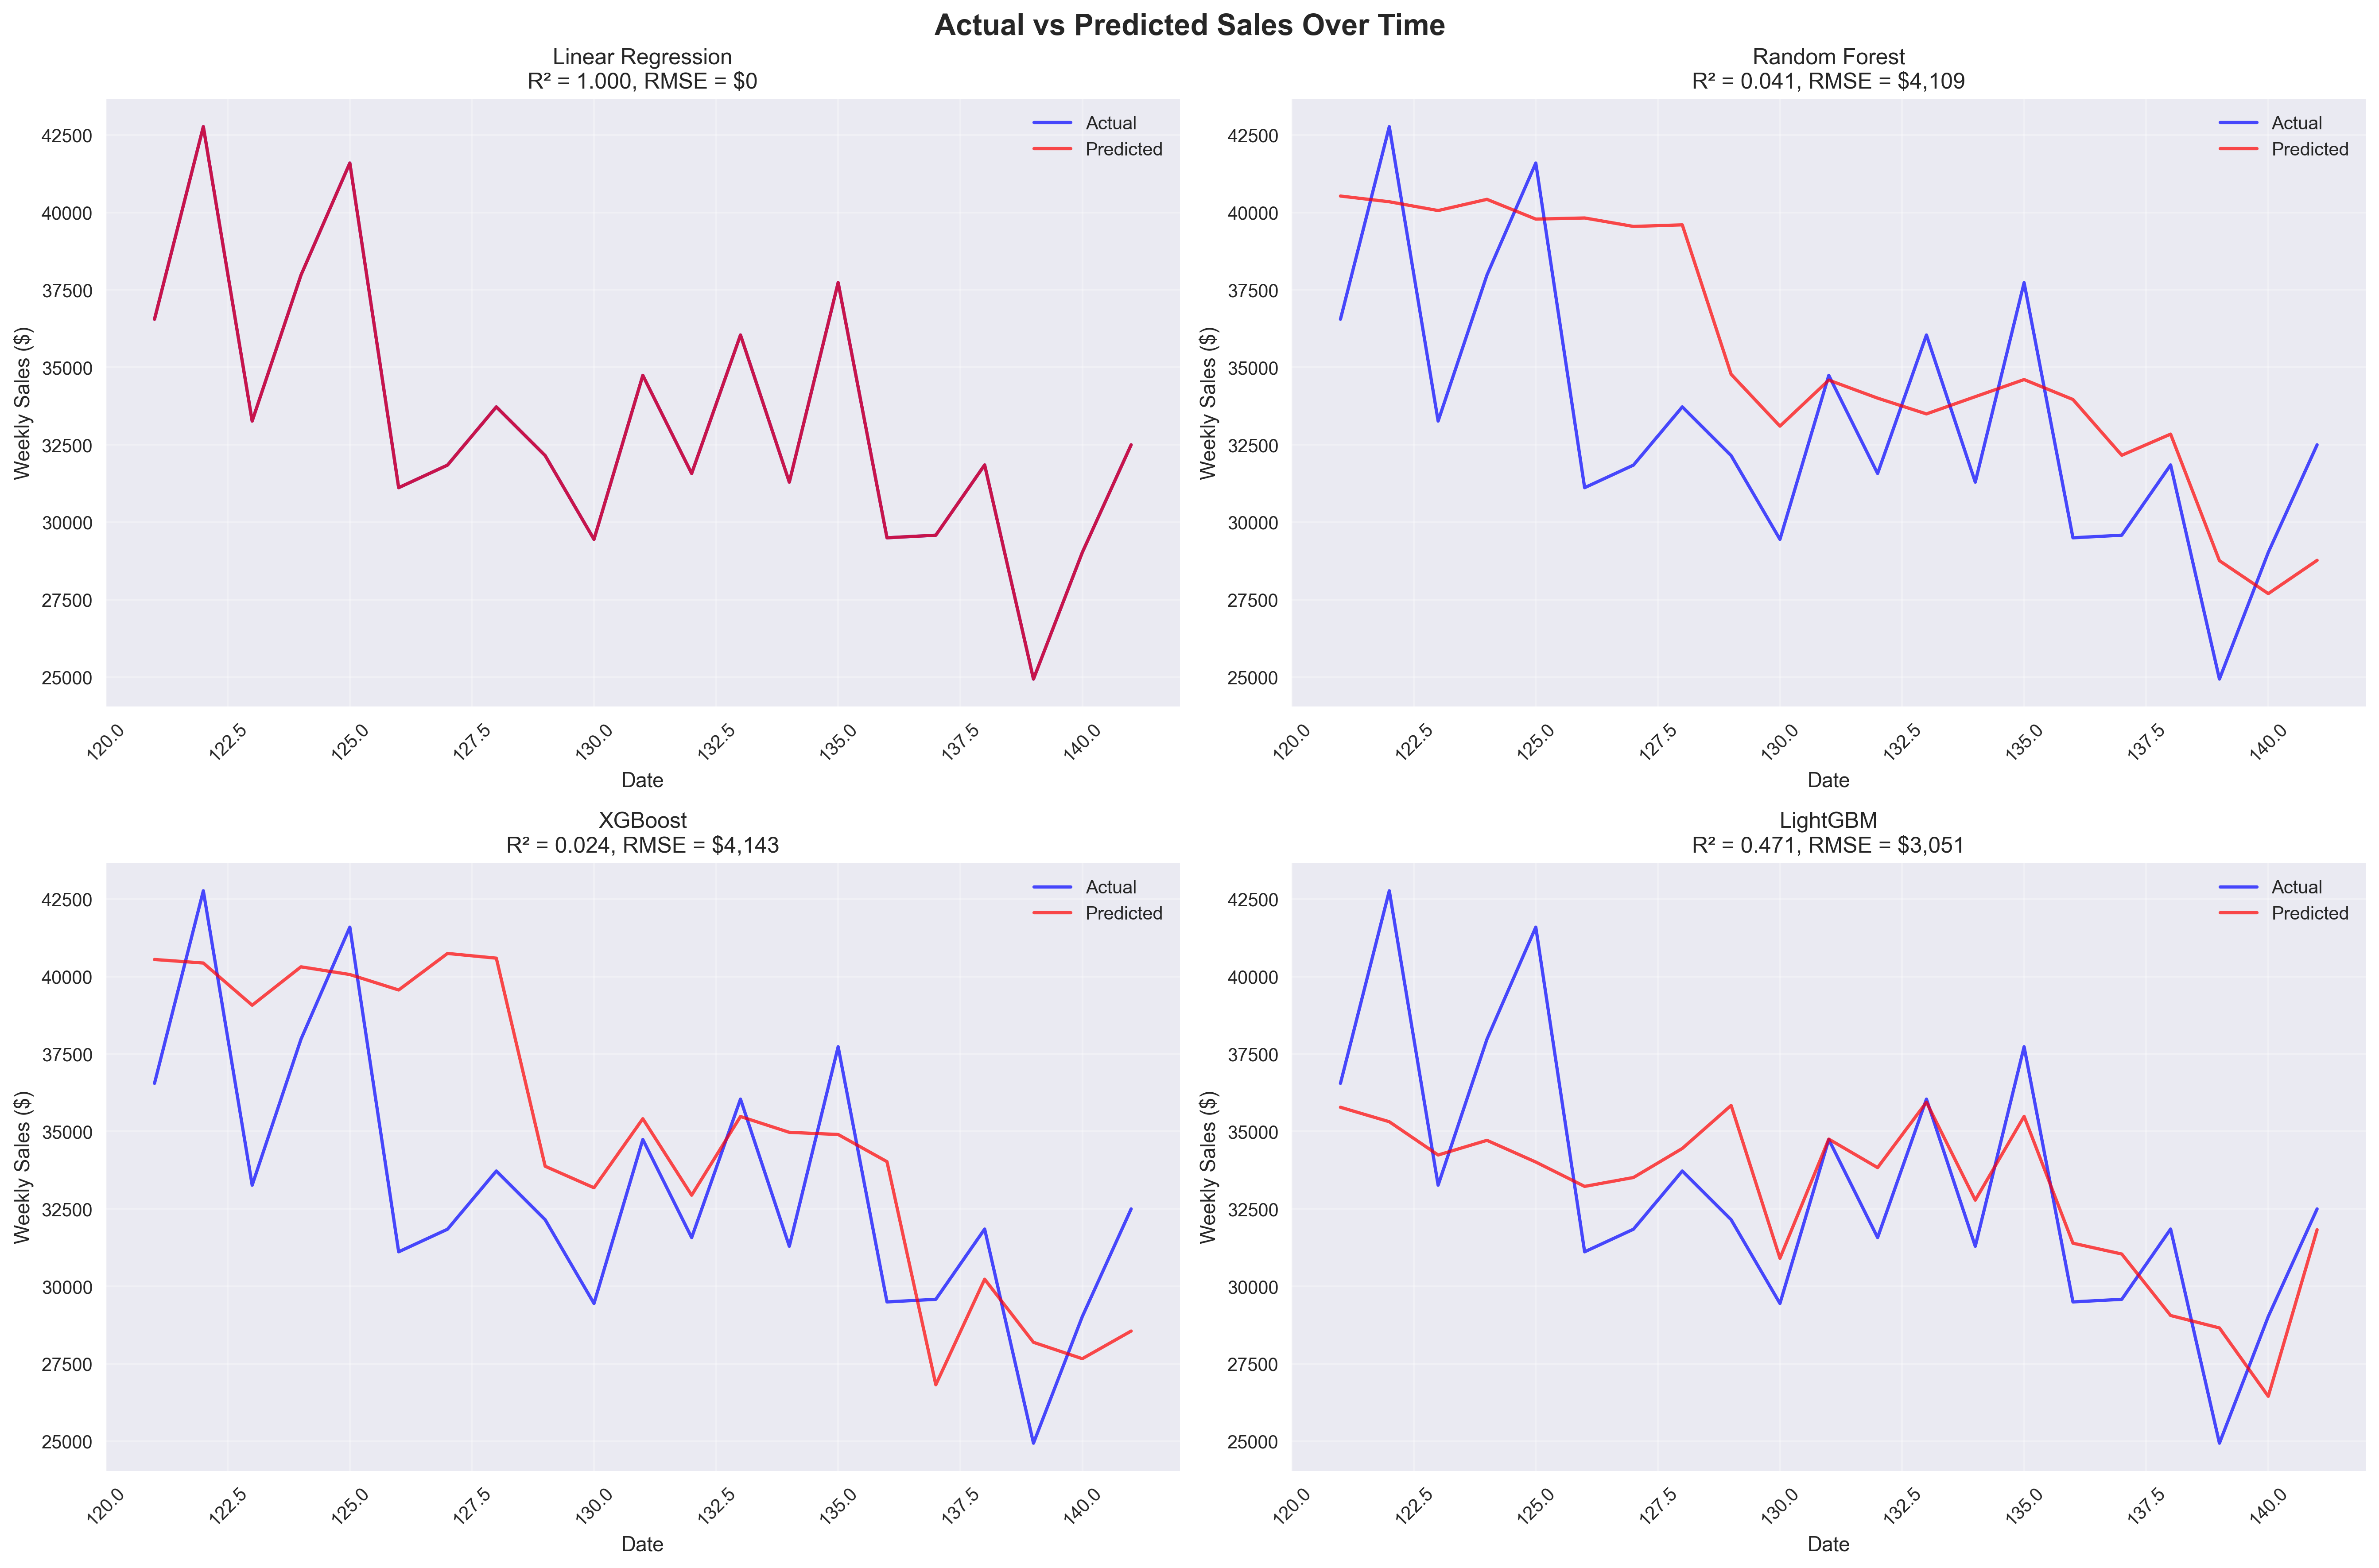 Actual vs Predicted Sales Over Time
Linear Regression
R² = 1.000, RMSE = $0
Actual
Predicted
42500
40000
37500
35000
32500
30000
27500
25000
Weekly Sales ($)
120.0
122.5
125.0
127.5
130.0
132.5
135.0
137.5
140.0
Date
Random Forest
R² = 0.041, RMSE = $4,109
Actual
Predicted
42500
40000
37500
35000
32500
30000
27500
25000
Weekly Sales ($)
120.0
122.5
125.0
127.5
130.0
132.5
135.0
137.5
140.0
Date
XGBoost
R² = 0.024, RMSE = $4,143
Actual
Predicted
42500
40000
37500
35000
32500
30000
27500
25000
Weekly Sales ($)
120.0
122.5
125.0
127.5
130.0
132.5
135.0
137.5
140.0
Date
LightGBM
R² = 0.471, RMSE = $3,051
Actual
Predicted
42500
40000
37500
35000
32500
30000
27500
25000
Weekly Sales ($)
120.0
122.5
125.0
127.5
130.0
132.5
135.0
137.5
140.0
Date